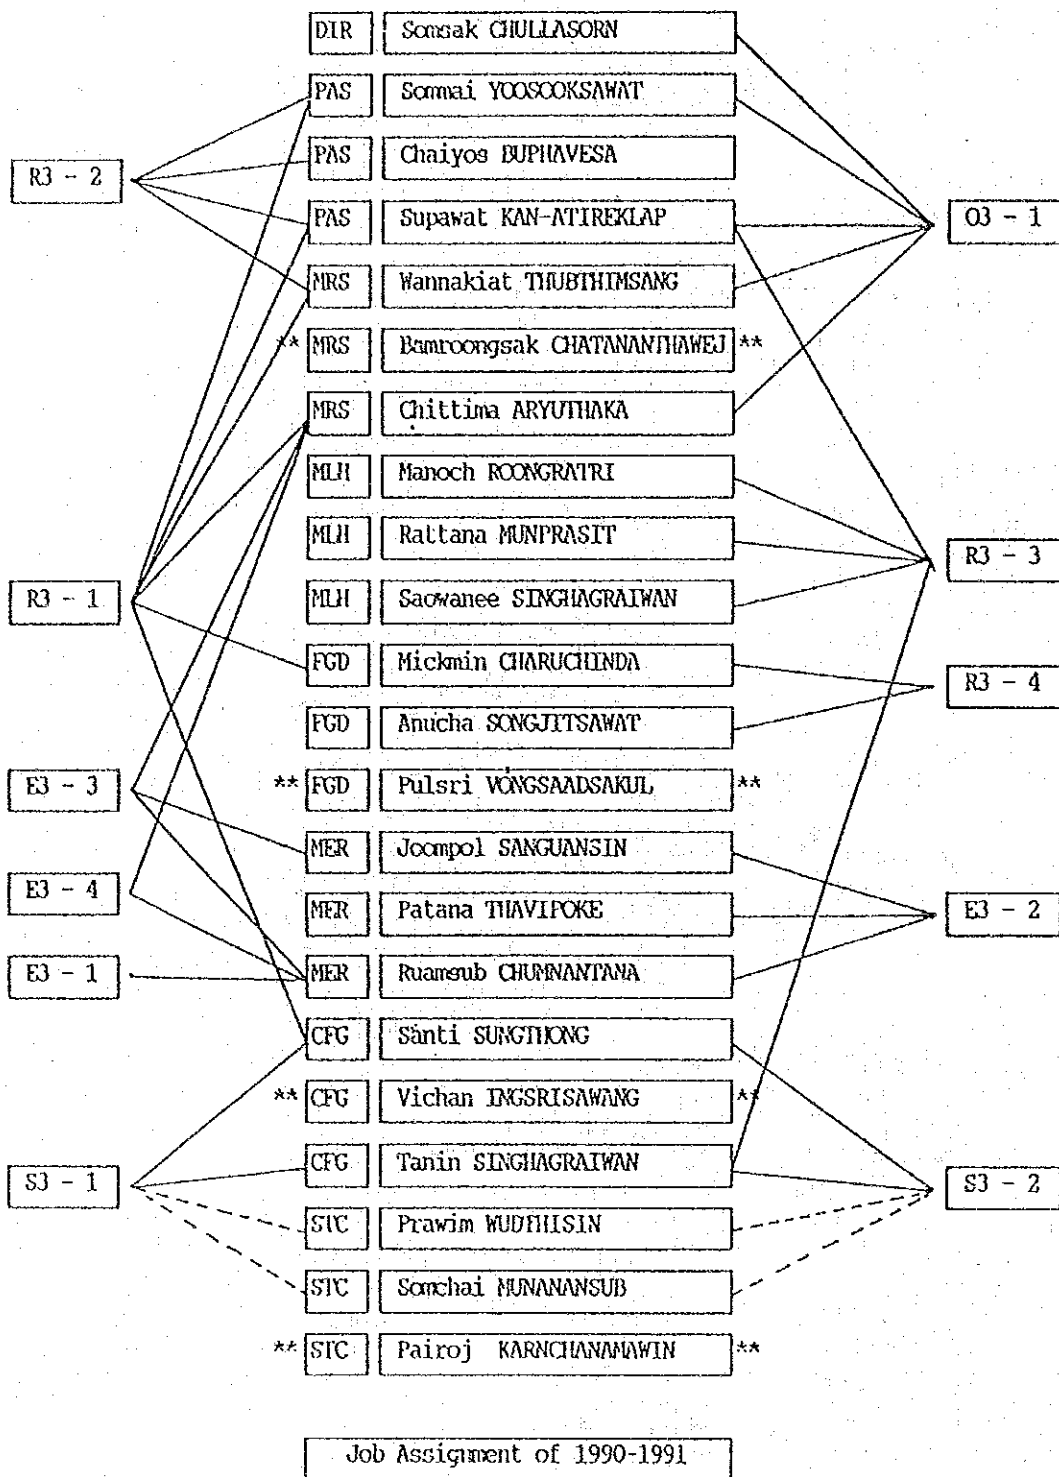 DIR Somsak CHULLASORN
PAS Sommai YOOSOOKSAWAT
PAS Chaiyos BUPHAVESA
R3 - 2
PAS Supawat KAN-ATIREKLAP
O3 - 1
MRS Wannakiat THUBTHIMSANG
** MRS Bamroongsak CHATANANTHAWEJ **
MRS Chittima ARYUTHAKA
MLH Manoch ROONGRATRI
MLH Rattana MUNPRASIT
R3 - 3
R3 - 1
MLH Saowanee SINGHAGRAIWAN
FGD Mickmin CHARUCHINDA
R3 - 4
FGD Anucha SONGJITSAWAT
E3 - 3
** FGD Pulsri VONGSAADSAKUL **
MER Joompol SANGUANSIN
E3 - 4
MER Patana THAVIPOKE
E3 - 2
E3 - 1
MER Ruamsub CHUMNANTANA
CFG Santi SUNGTHONG
** CFG Vichan INGSRISAWANG **
CFG Tanin SINGHAGRAIWAN
S3 - 1
S3 - 2
STC Prawim WUDTHISIN
STC Somchai MUNANANSUB
** STC Pairoj KARNCHANAMAWIN **
Job Assignment of 1990-1991